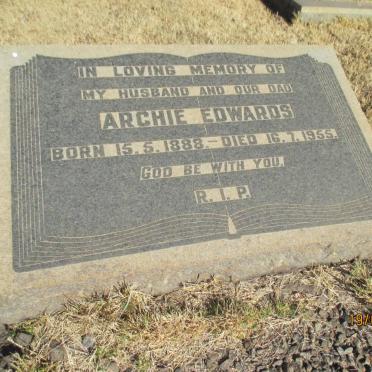 IN LOVING MEMORY OF
MY HUSBAND AND OUR DAD
ARCHIE EDWARDS
BORN 15.5.1888.—DIED 16.7.1955.
GOD BE WITH YOU.
R.I.P.